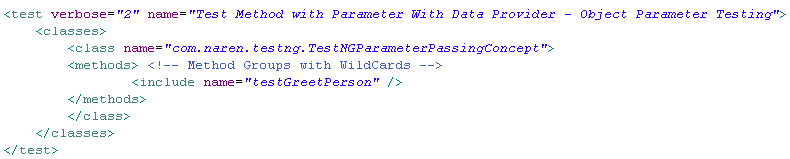 <test verbose="2" name="Test Method with Parameter With Data Provider - Object Parameter Testing">
<classes>
<class name="com.naren.testng.TestNGParameterPassingConcept">
<methods> <!-- Method Groups with WildCards -->
<include name="testGreetPerson" />
</methods>
</class>
</classes>
</test>